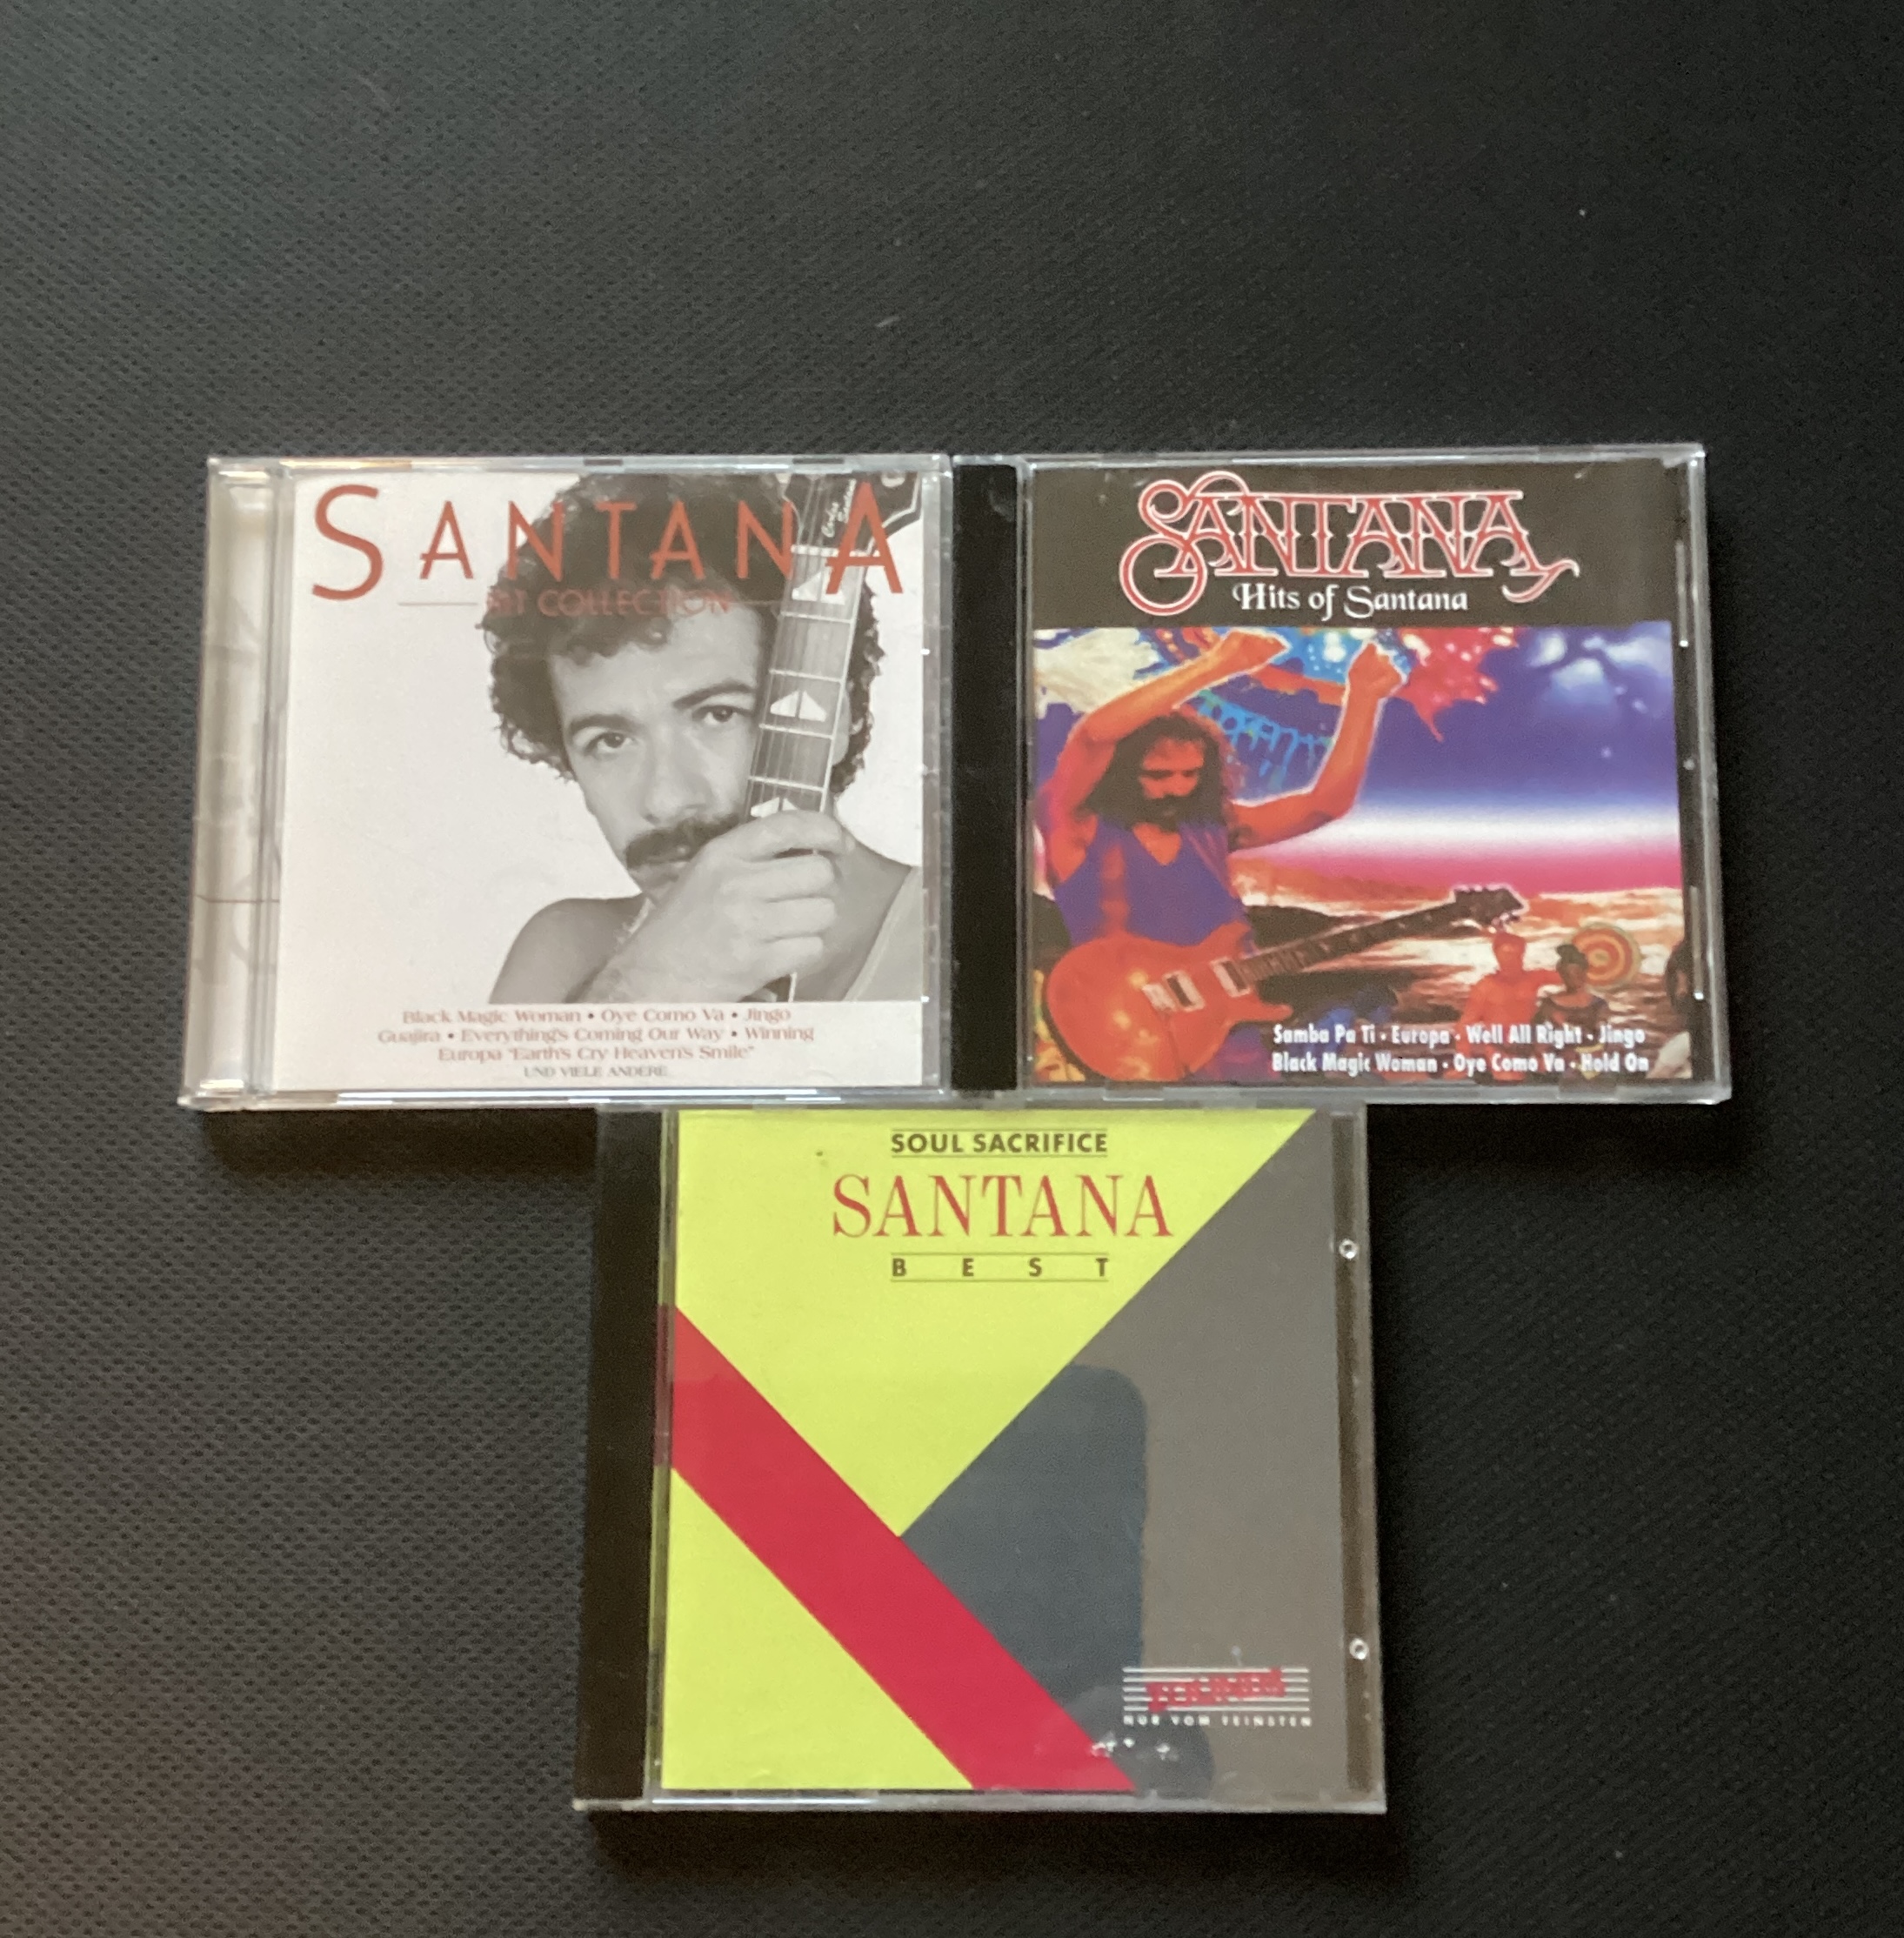 SANTANA
HIT COLLECTION
Carlos
Santana
Black Magic Woman • Oye Como Va • Jingo
Guajira • Everything's Coming Our Way • Winning
Europa "Earth's Cry Heaven's Smile"
UND VIELE ANDERE
SANTANA
Hits of Santana
Samba Pa Ti • Europa • Well All Right • Jingo
Black Magic Woman • Oye Como Va • Hold On
SOUL SACRIFICE
SANTANA
BEST
NUR VOM FEINSTEN